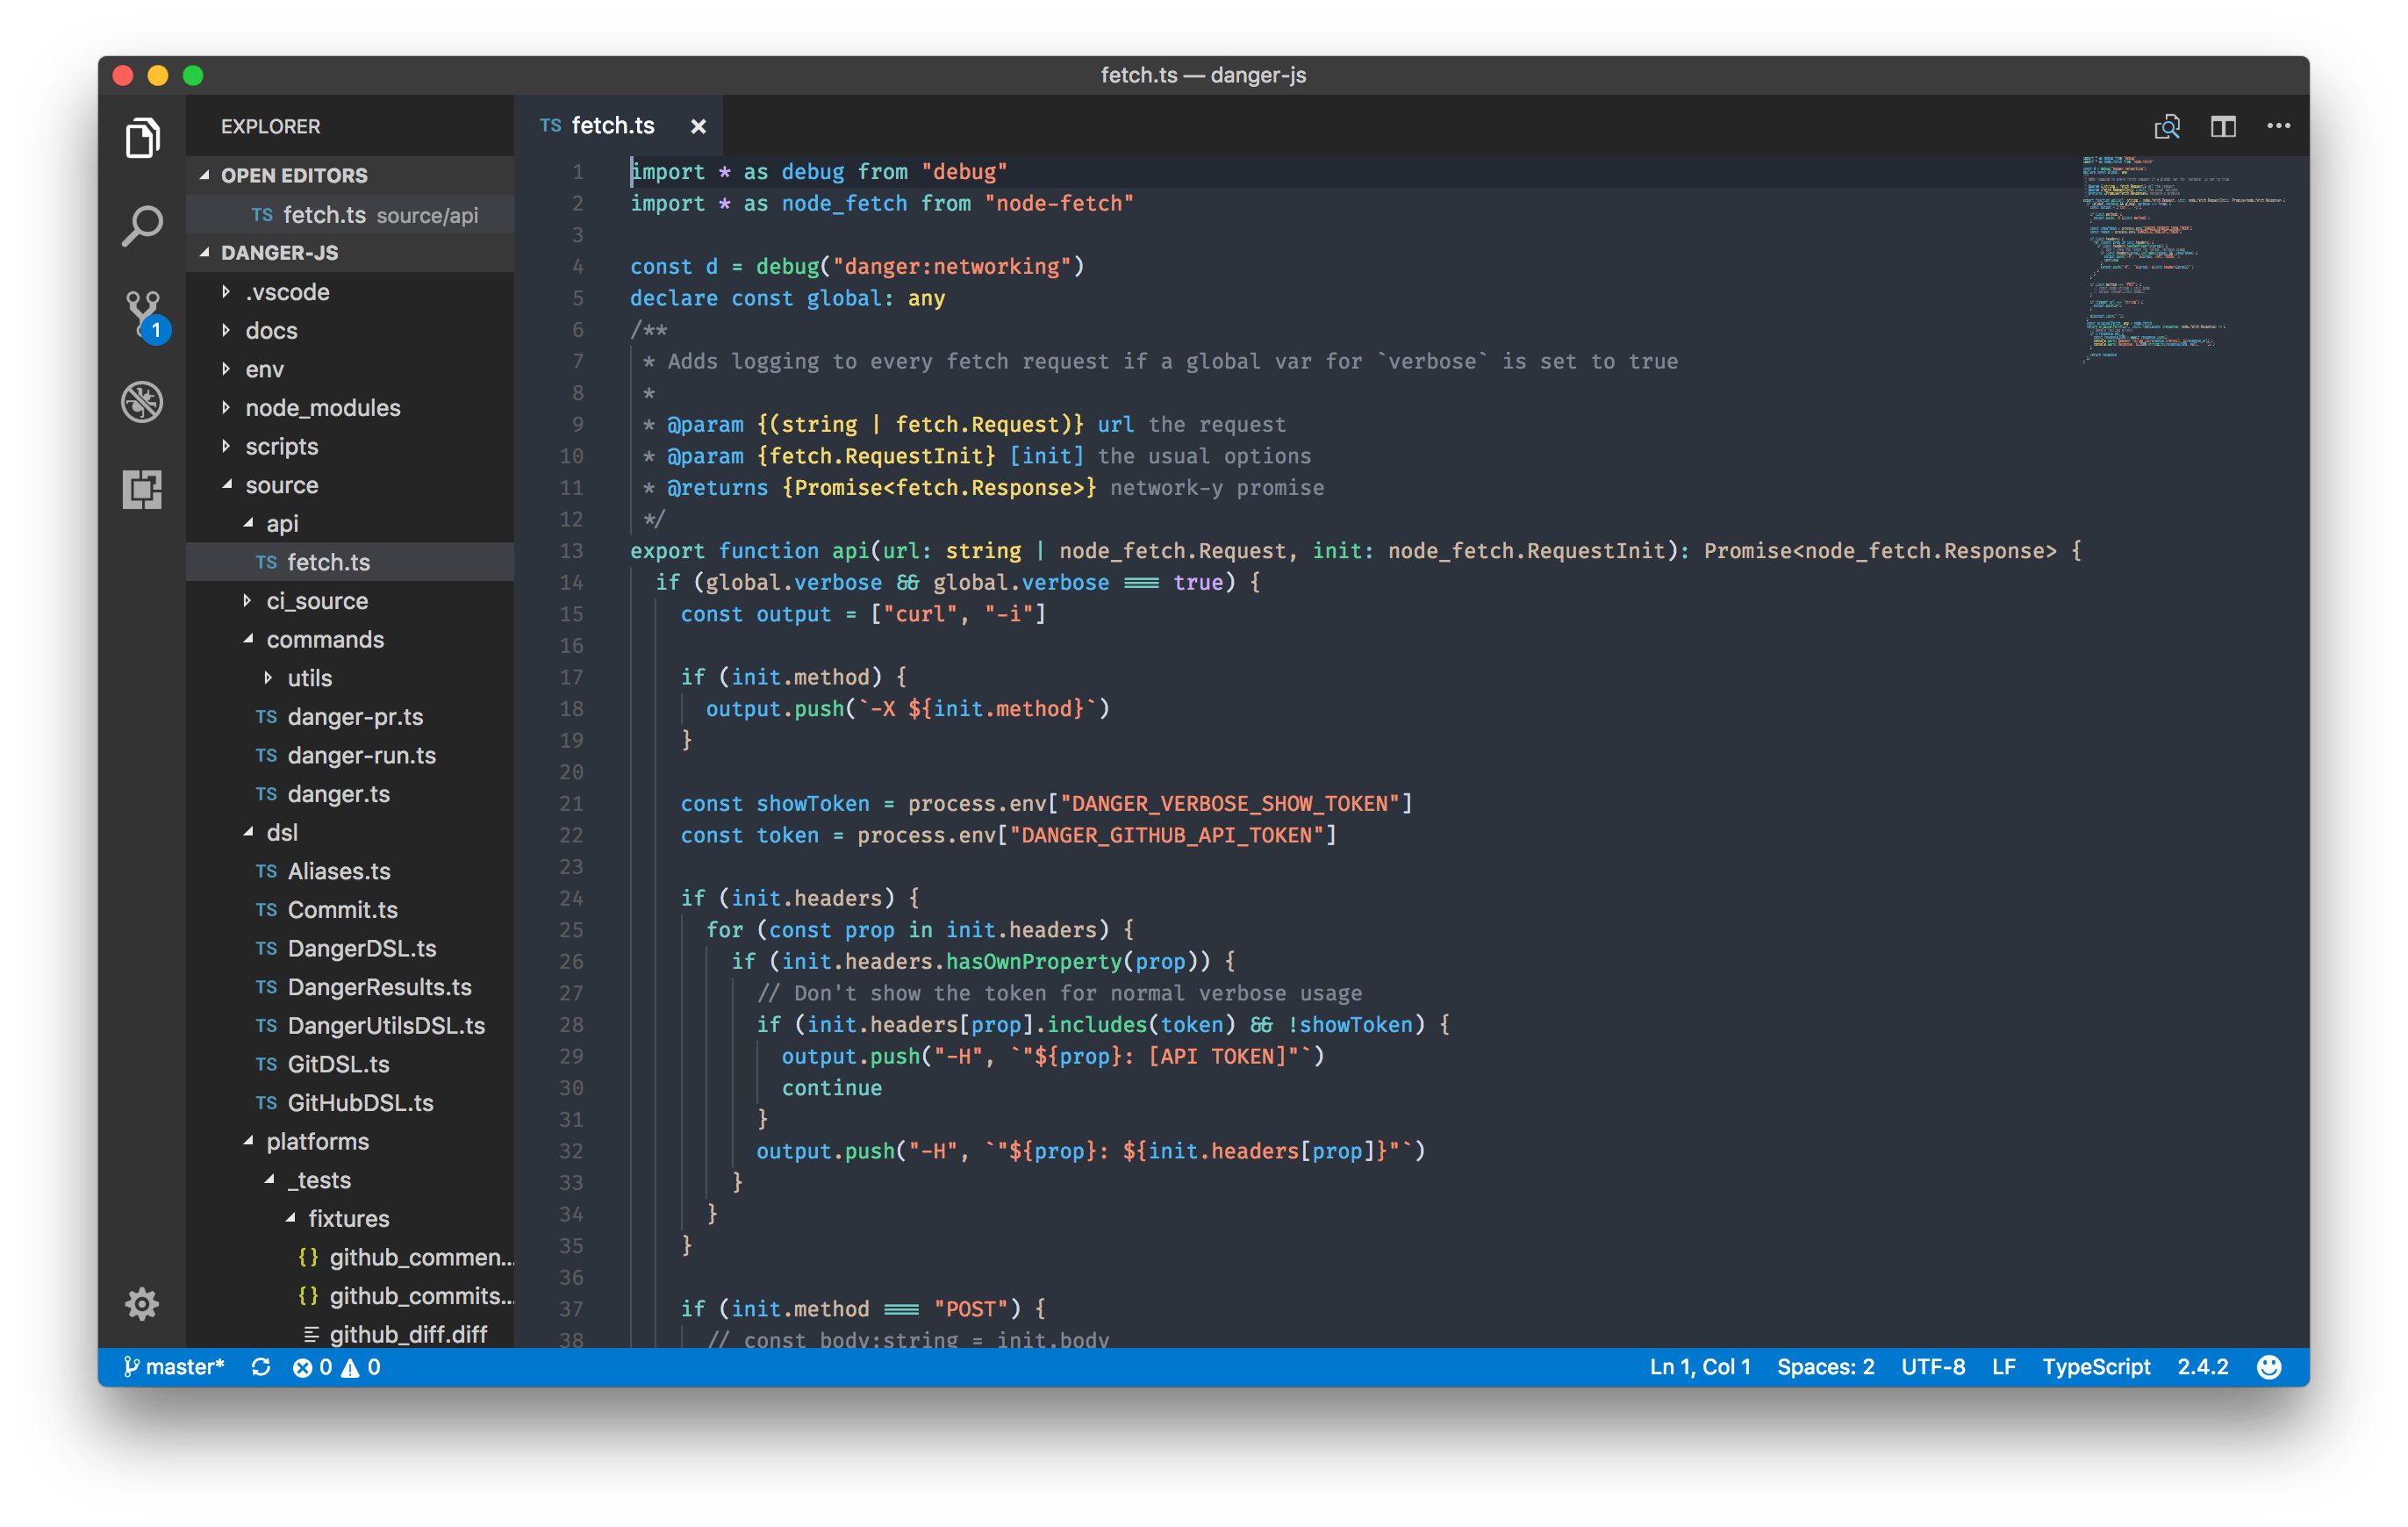 fetch.ts — danger-js
EXPLORER
OPEN EDITORS
TS fetch.ts source/api
DANGER-JS
.vscode
docs
env
node_modules
scripts
source
api
TS fetch.ts
ci_source
commands
utils
TS danger-pr.ts
TS danger-run.ts
TS danger.ts
dsl
TS Aliases.ts
TS Commit.ts
TS DangerDSL.ts
TS DangerResults.ts
TS DangerUtilsDSL.ts
TS GitDSL.ts
TS GitHubDSL.ts
platforms
_tests
fixtures
{} github_commen...
{} github_commits...
github_diff.diff
1
TS fetch.ts ×
1 import * as debug from "debug"
2 import * as node_fetch from "node-fetch"
3
4 const d = debug("danger:networking")
5 declare const global: any
6 /**
7 * Adds logging to every fetch request if a global var for `verbose` is set to true
8 *
9 * @param {(string | fetch.Request)} url the request
10 * @param {fetch.RequestInit} [init] the usual options
11 * @returns {Promise<fetch.Response>} network-y promise
12 */
13 export function api(url: string | node_fetch.Request, init: node_fetch.RequestInit): Promise<node_fetch.Response> {
14 if (global.verbose && global.verbose === true) {
15 const output = ["curl", "-i"]
16
17 if (init.method) {
18 output.push(`-X ${init.method}`)
19 }
20
21 const showToken = process.env["DANGER_VERBOSE_SHOW_TOKEN"]
22 const token = process.env["DANGER_GITHUB_API_TOKEN"]
23
24 if (init.headers) {
25 for (const prop in init.headers) {
26 if (init.headers.hasOwnProperty(prop)) {
27 // Don't show the token for normal verbose usage
28 if (init.headers[prop].includes(token) && !showToken) {
29 output.push("-H", `"${prop}: [API TOKEN]"`)
30 continue
31 }
32 output.push("-H", `"${prop}: ${init.headers[prop]}"`)
33 }
34 }
35 }
36
37 if (init.method === "POST") {
38 // const body:string = init.body
master* 0 0
Ln 1, Col 1 Spaces: 2 UTF-8 LF TypeScript 2.4.2